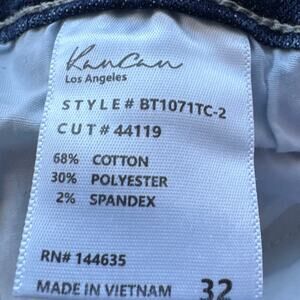 KanCan
Los Angeles
STYLE# BT1071TC-2
CUT# 44119
68% COTTON
30% POLYESTER
2% SPANDEX
RN# 144635
MADE IN VIETNAM 32